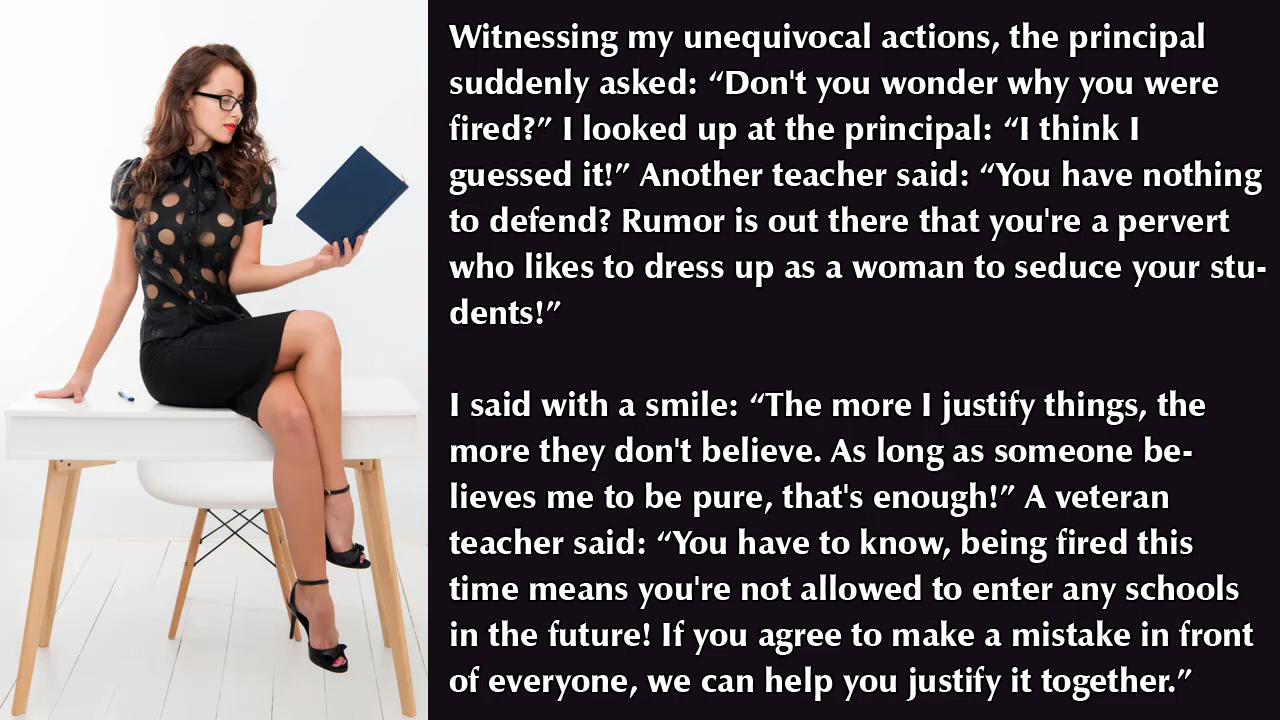 Witnessing my unequivocal actions, the principal
suddenly asked: “Don't you wonder why you were
fired?” I looked up at the principal: “I think I
guessed it!” Another teacher said: “You have nothing
to defend? Rumor is out there that you're a pervert
who likes to dress up as a woman to seduce your stu-
dents!”
I said with a smile: “The more I justify things, the
more they don't believe. As long as someone be-
lieves me to be pure, that's enough!” A veteran
teacher said: “You have to know, being fired this
time means you're not allowed to enter any schools
in the future! If you agree to make a mistake in front
of everyone, we can help you justify it together.”